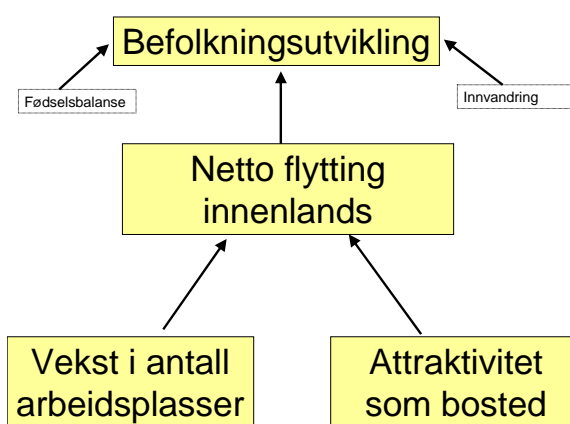 Befolkningsutvikling
Fødselsbalanse
Innvandring
Netto flytting
innenlands
Vekst i antall
arbeidsplasser
Attraktivitet
som bosted